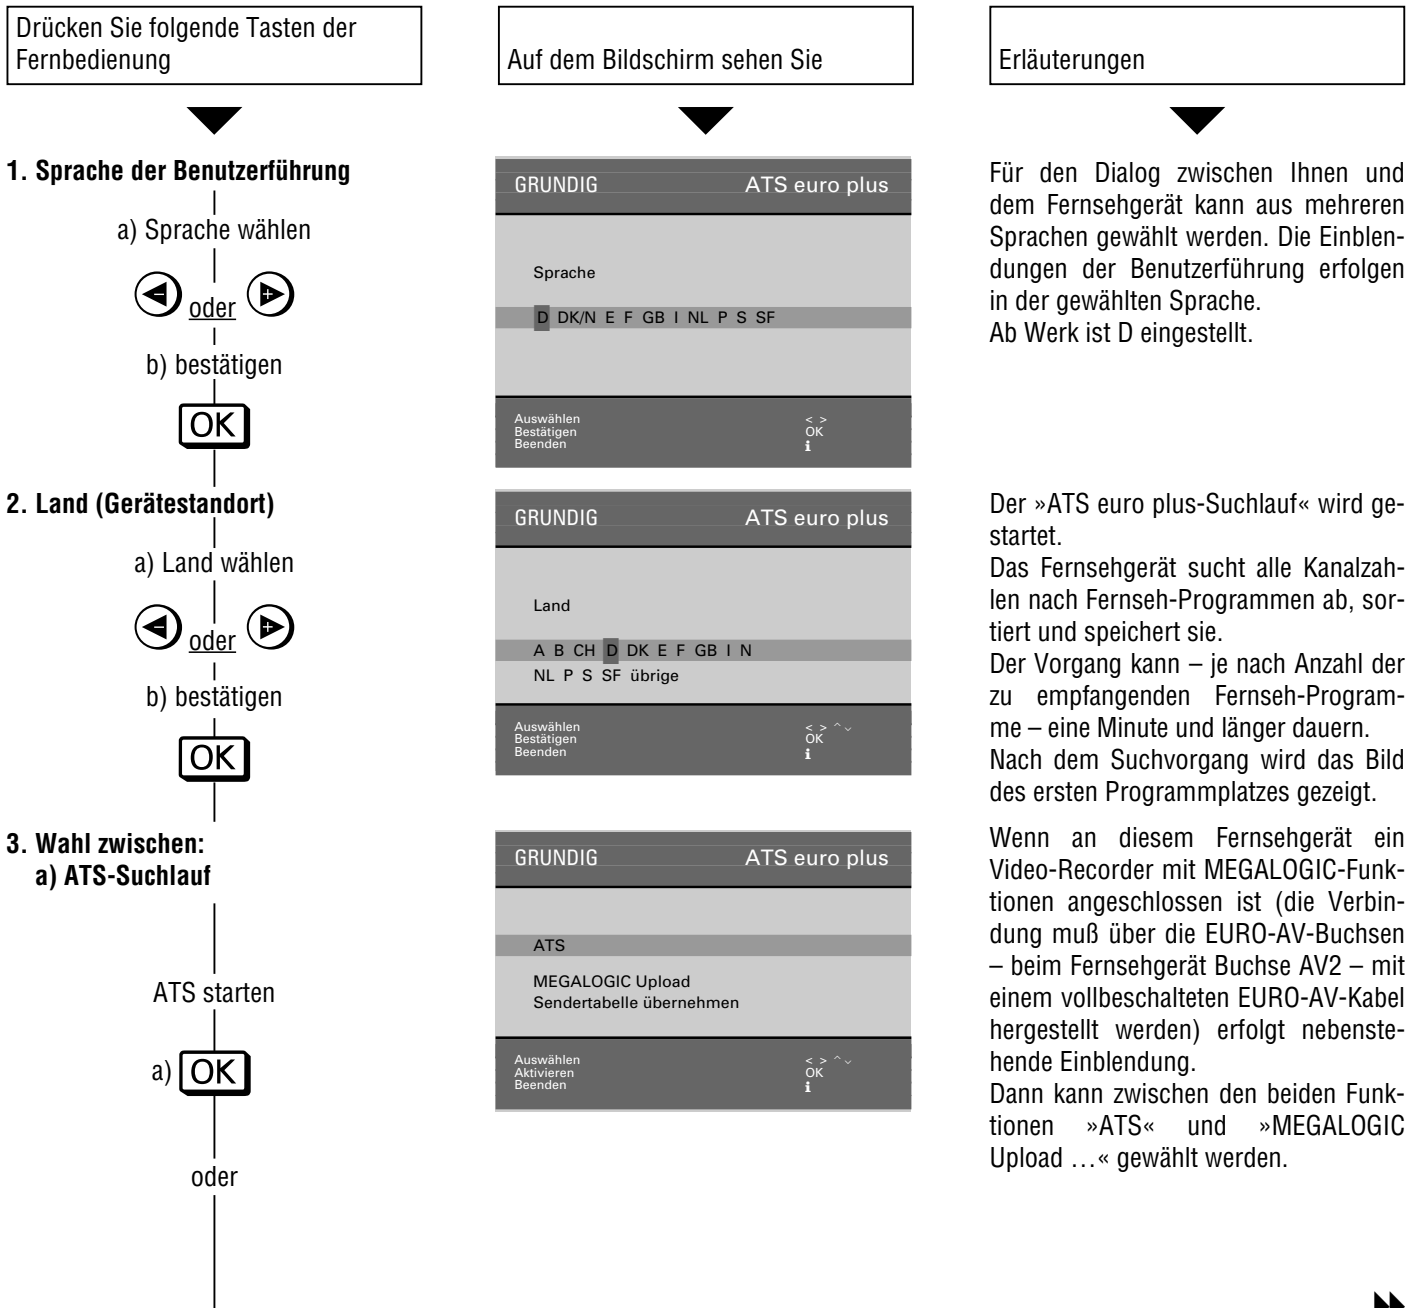 Drücken Sie folgende Tasten der
Fernbedienung
Auf dem Bildschirm sehen Sie
Erläuterungen
1. Sprache der Benutzerführung
a) Sprache wählen
– oder +
b) bestätigen
OK
GRUNDIG ATS euro plus
Sprache
D DK/N E F GB I NL P S SF
Auswählen < >
Bestätigen OK
Beenden i
Für den Dialog zwischen Ihnen und
dem Fernsehgerät kann aus mehreren
Sprachen gewählt werden. Die Einblen-
dungen der Benutzerführung erfolgen
in der gewählten Sprache.
Ab Werk ist D eingestellt.
2. Land (Gerätestandort)
a) Land wählen
– oder +
b) bestätigen
OK
GRUNDIG ATS euro plus
Land
A B CH D DK E F GB I N
NL P S SF übrige
Auswählen < > ^ ⌵
Bestätigen OK
Beenden i
Der »ATS euro plus-Suchlauf« wird ge-
startet.
Das Fernsehgerät sucht alle Kanalzah-
len nach Fernseh-Programmen ab, sor-
tiert und speichert sie.
Der Vorgang kann – je nach Anzahl der
zu empfangenden Fernseh-Program-
me – eine Minute und länger dauern.
Nach dem Suchvorgang wird das Bild
des ersten Programmplatzes gezeigt.
3. Wahl zwischen:
a) ATS-Suchlauf
ATS starten
a) OK
oder
GRUNDIG ATS euro plus
ATS
MEGALOGIC Upload
Sendertabelle übernehmen
Auswählen < > ^ ⌵
Aktivieren OK
Beenden i
Wenn an diesem Fernsehgerät ein
Video-Recorder mit MEGALOGIC-Funk-
tionen angeschlossen ist (die Verbin-
dung muß über die EURO-AV-Buchsen
– beim Fernsehgerät Buchse AV2 – mit
einem vollbeschalteten EURO-AV-Kabel
hergestellt werden) erfolgt nebenste-
hende Einblendung.
Dann kann zwischen den beiden Funk-
tionen »ATS« und »MEGALOGIC
Upload …« gewählt werden.